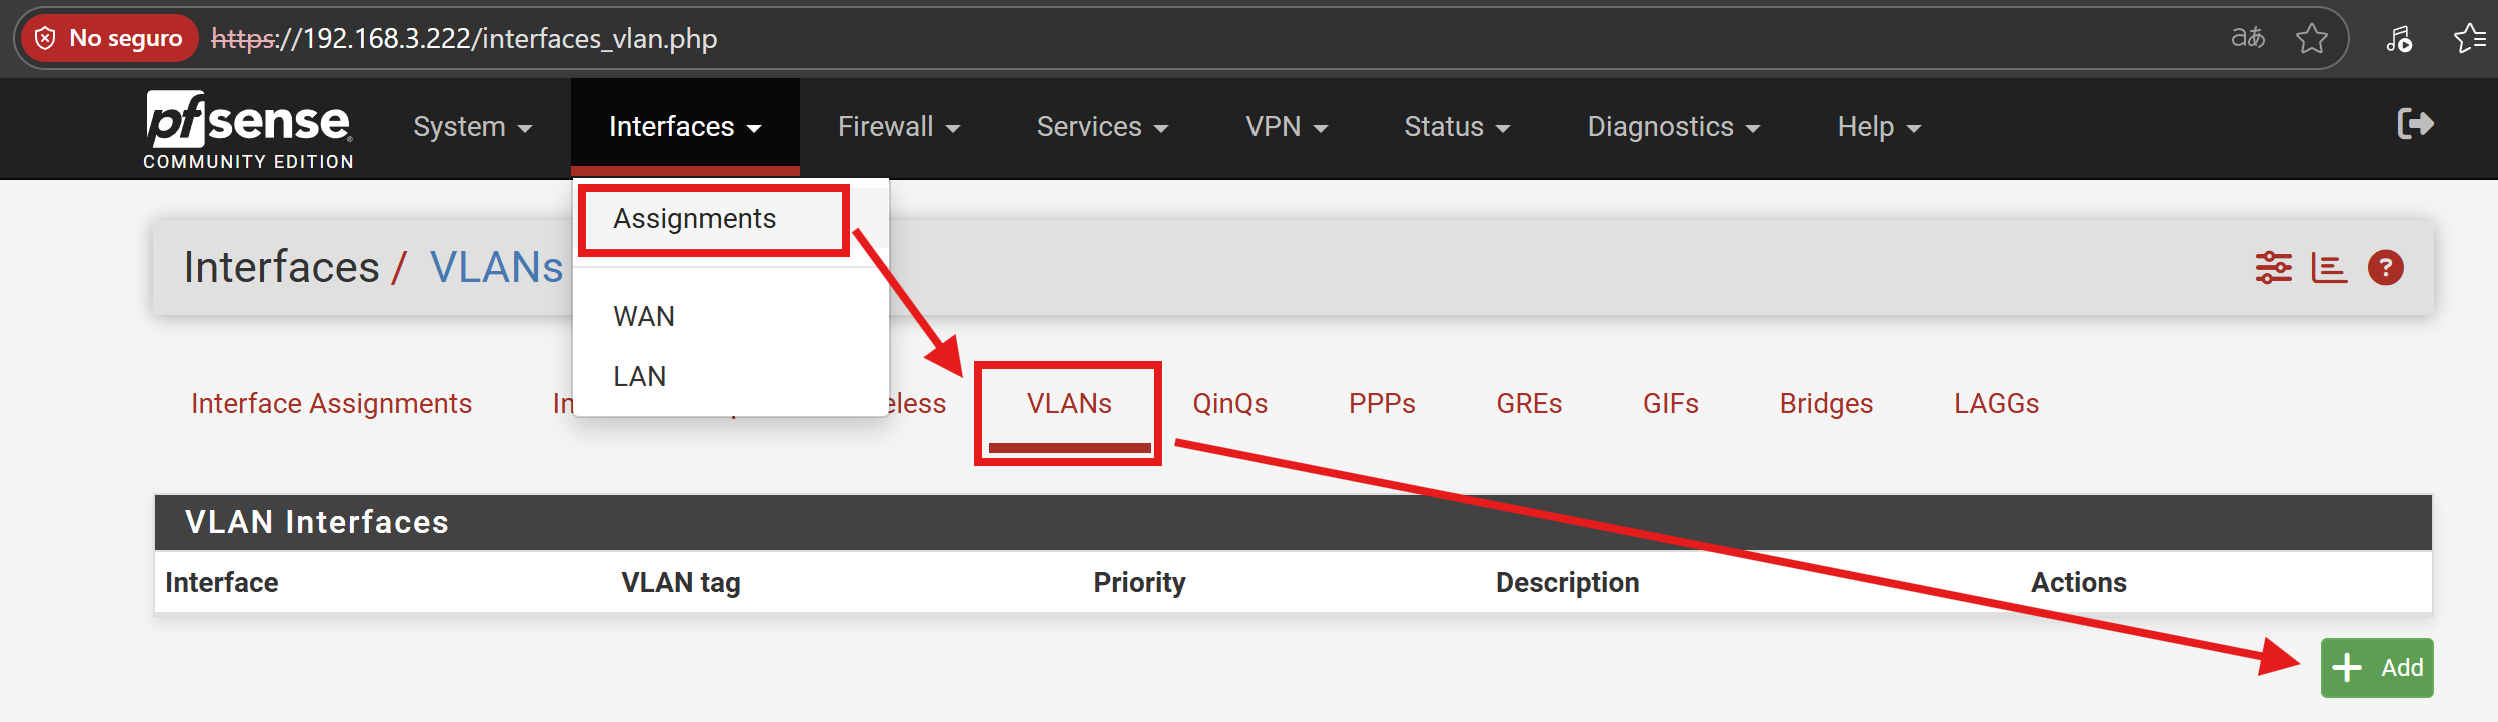 No seguro https://192.168.3.222/interfaces_vlan.php aあ
pfsense
COMMUNITY EDITION
System Interfaces Firewall Services VPN Status Diagnostics Help
Assignments
Interfaces / VLANs
WAN
LAN
Interface Assignments In eless VLANs QinQs PPPs GREs GIFs Bridges LAGGs
VLAN Interfaces
Interface VLAN tag Priority Description Actions
+ Add